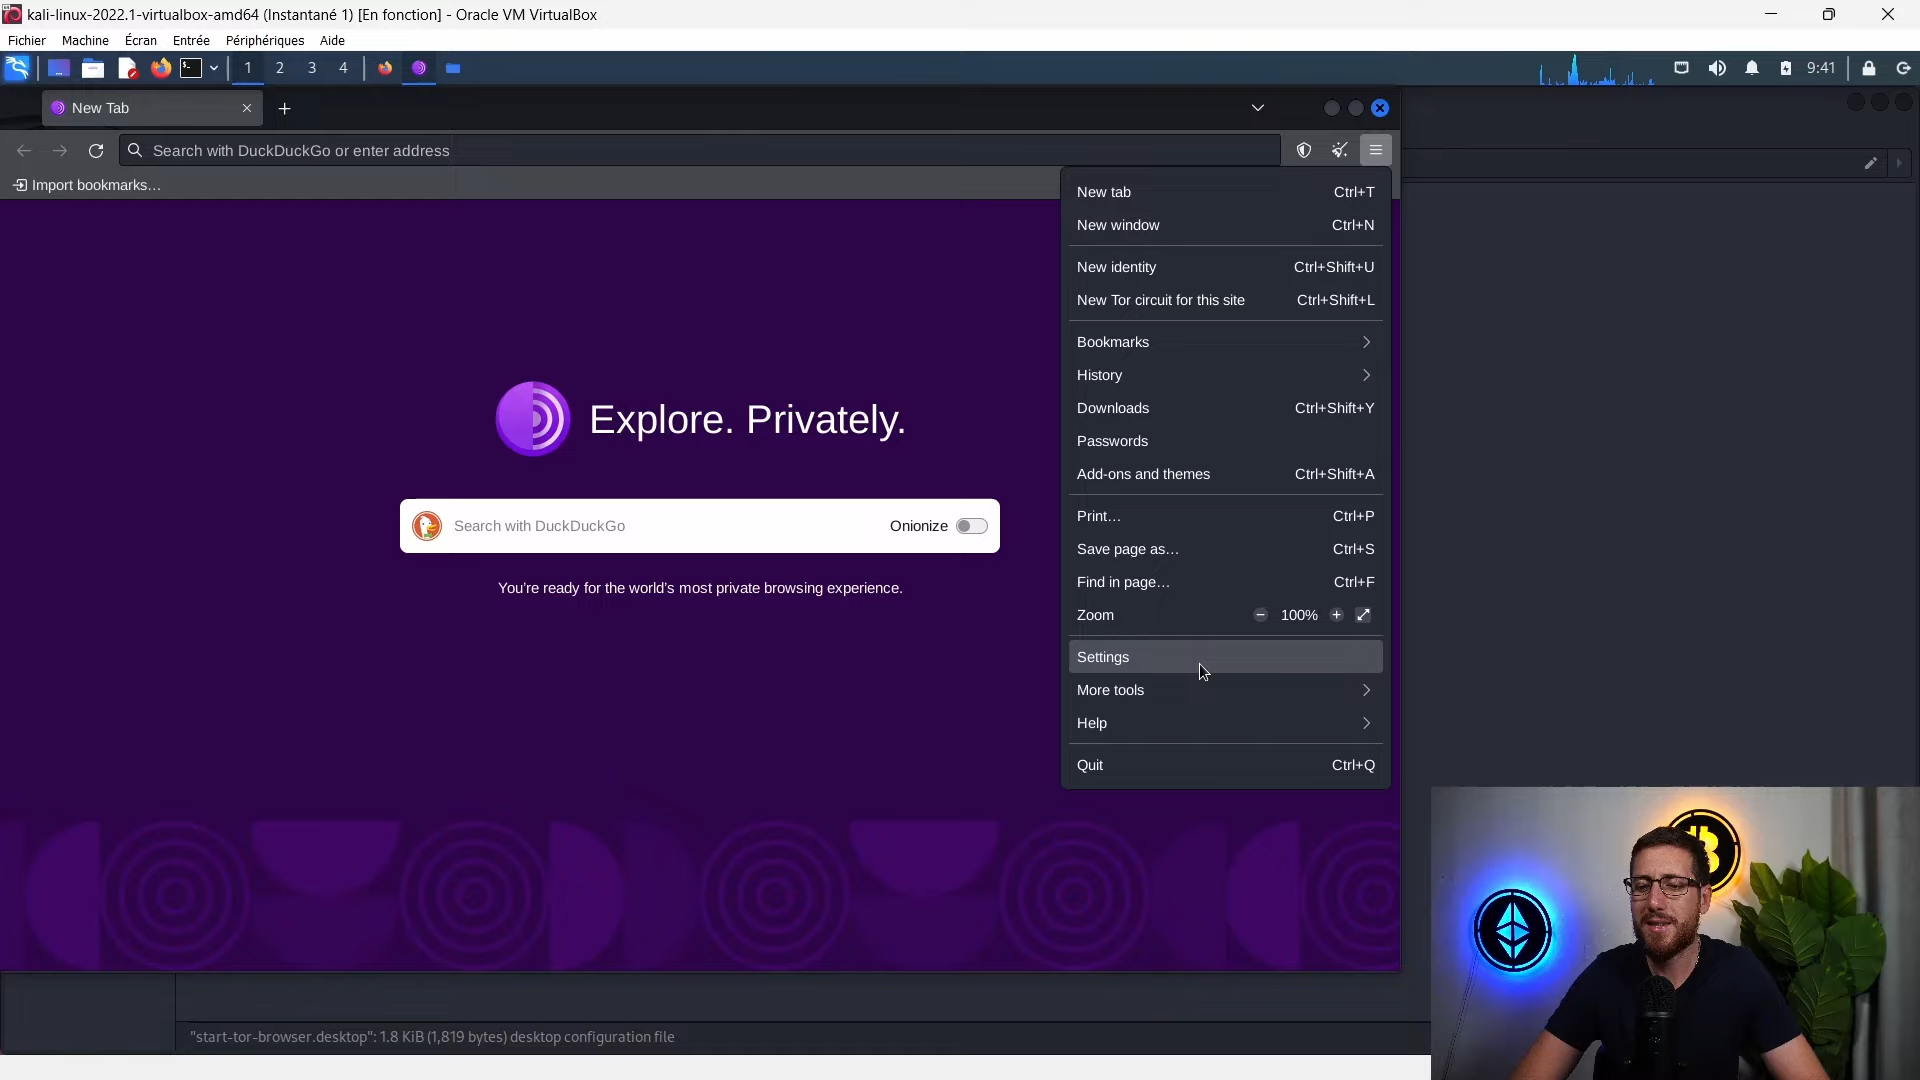 kali-linux-2022.1-virtualbox-amd64 (Instantané 1) [En fonction] - Oracle VM VirtualBox
Fichier Machine Écran Entrée Périphériques Aide
1 2 3 4 9:41
New Tab
Search with DuckDuckGo or enter address
Import bookmarks…
New tab Ctrl+T
New window Ctrl+N
New identity Ctrl+Shift+U
New Tor circuit for this site Ctrl+Shift+L
Bookmarks
History
Downloads Ctrl+Shift+Y
Passwords
Add-ons and themes Ctrl+Shift+A
Print… Ctrl+P
Save page as… Ctrl+S
Find in page… Ctrl+F
Zoom 100%
Settings
More tools
Help
Quit Ctrl+Q
Explore. Privately.
Search with DuckDuckGo Onionize
You're ready for the world's most private browsing experience.
"start-tor-browser.desktop": 1.8 KiB (1,819 bytes) desktop configuration file